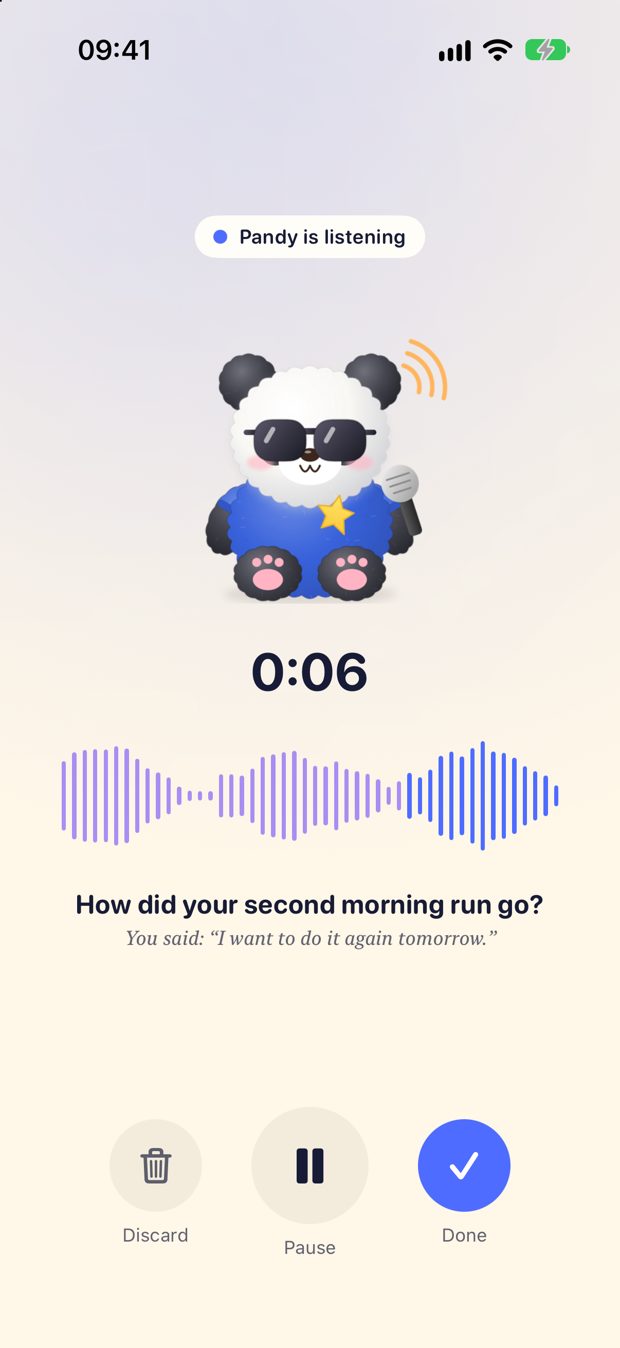 09:41
Pandy is listening
0:06
How did your second morning run go?
You said: “I want to do it again tomorrow.”
Discard
Pause
Done